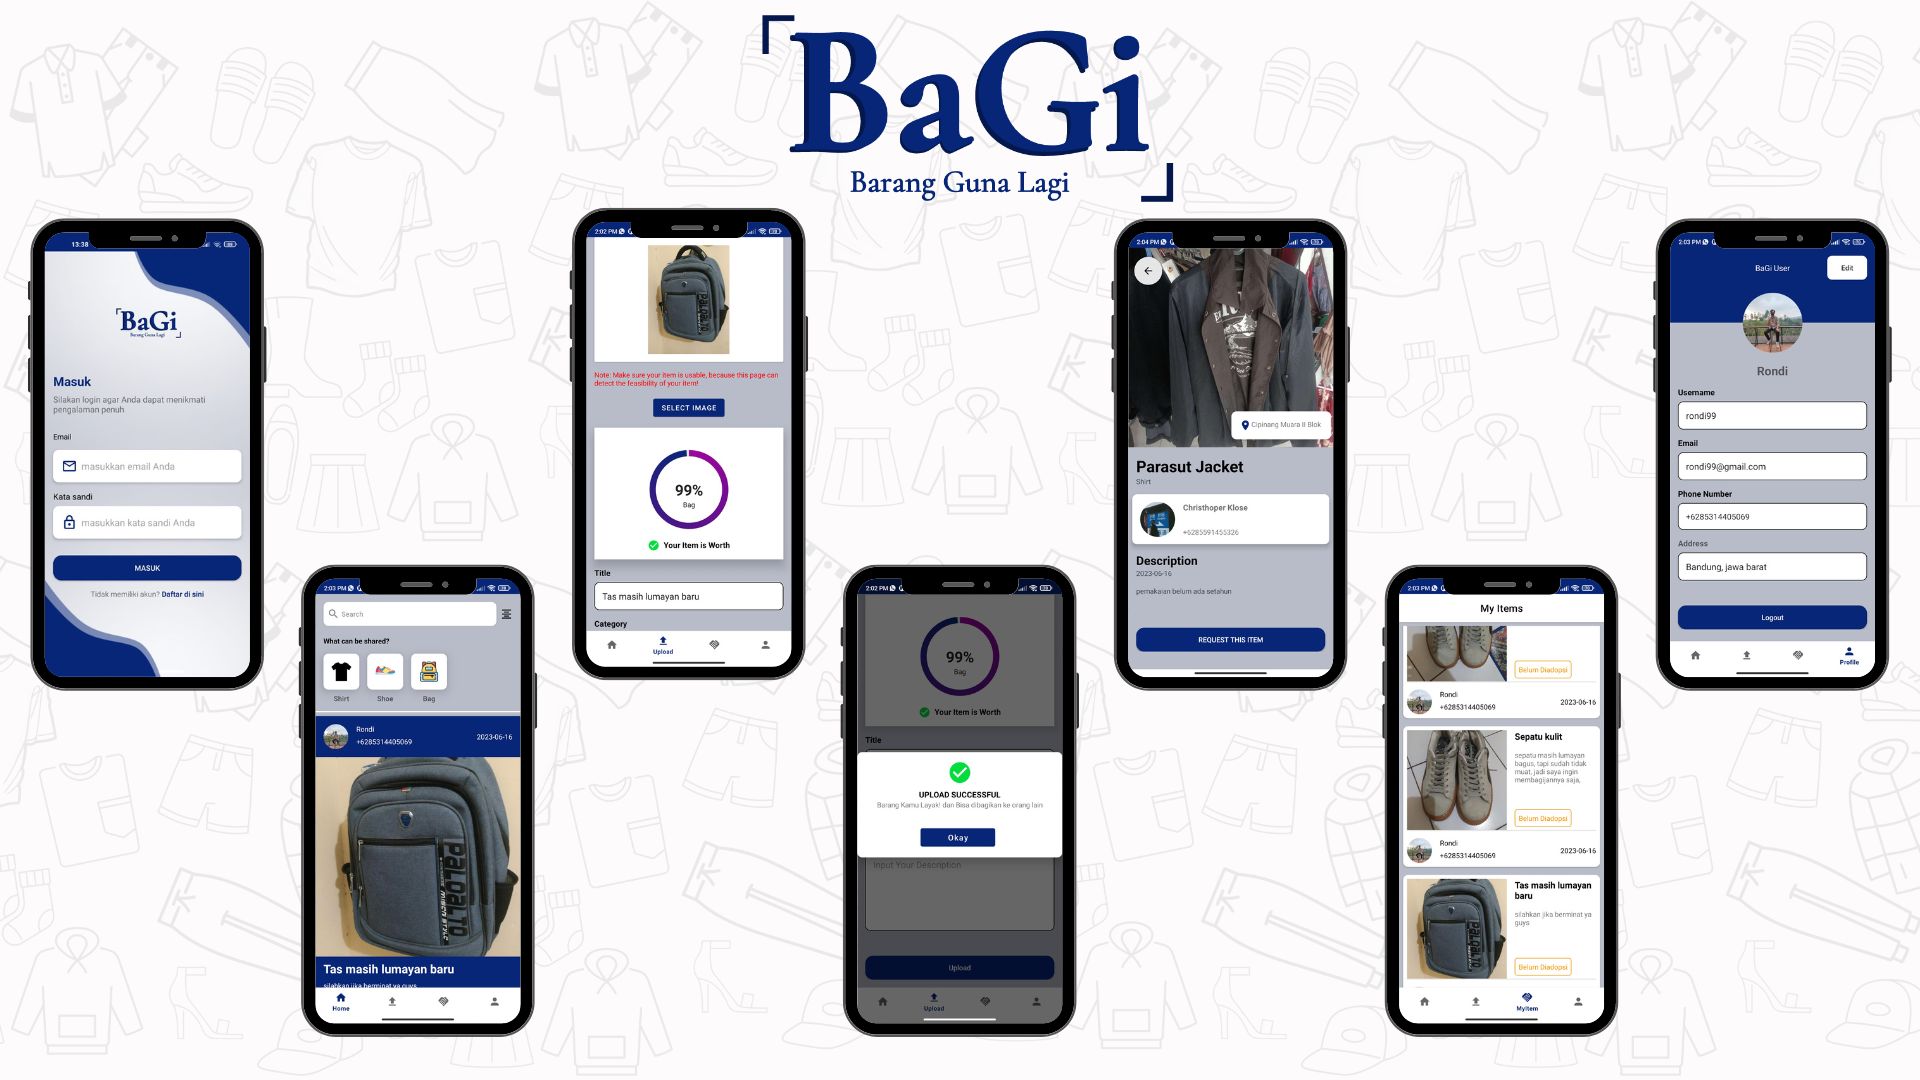 BaGi
Barang Guna Lagi
13:38
BaGi
Barang Guna Lagi
Masuk
Silakan login agar Anda dapat menikmati
pengalaman penuh
Email
masukkan email Anda
Kata sandi
masukkan kata sandi Anda
MASUK
Tidak memiliki akun? Daftar di sini
2:03 PM
Search
What can be shared?
Shirt
Shoe
Bag
Rondi
+6285314405069
2023-06-16
PALOALTO
Tas masih lumayan baru
silahkan jika berminat ya guys
Home
2:02 PM
PALOALTO
Note: Make sure your item is usable, because this page can
detect the feasibility of your item!
SELECT IMAGE
99%
Bag
Your Item is Worth
Title
Tas masih lumayan baru
Category
Upload
2:02 PM
99%
Bag
Your Item is Worth
Title
UPLOAD SUCCESSFUL
Barang Kamu Layak! dan Bisa dibagikan ke orang lain
Okay
Input Your Description
Upload
Upload
2:04 PM
Cipinang Muara II Blok
Parasut Jacket
Shirt
Christhoper Klose
+6285591455326
Description
2023-06-16
pemakaian belum ada setahun
REQUEST THIS ITEM
2:03 PM
My Items
Belum Diadopsi
Rondi
+6285314405069
2023-06-16
Sepatu kulit
sepatu masih lumayan
bagus, tapi sudah tidak
muat, jadi saya ingin
membagijannya saja,
Belum Diadopsi
Rondi
+6285314405069
2023-06-16
PALOALTO
Tas masih lumayan
baru
silahkan jika berminat ya
guys
Belum Diadopsi
MyItem
2:03 PM
BaGi User
Edit
Rondi
Username
rondi99
Email
rondi99@gmail.com
Phone Number
+6285314405069
Address
Bandung, jawa barat
Logout
Profile